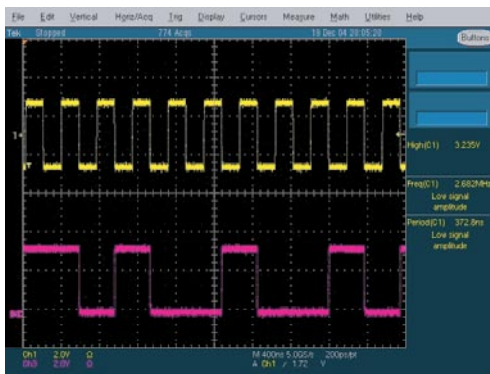 File Edit Vertical Horiz/Acq Trig Display Cursors Measure Math Utilities Help
Tek Stopped 774 Acqs 18 Dec 04 20:05:20
Buttons
1
High(C1) 3.235V
Freq(C1) 2.682MHz
Low signal
amplitude
Period(C1) 372.8ns
Low signal
amplitude
Ch1 2.0V Ω M 400ns 5.0GS/s 200ps/pt
Ch3 2.0V Ω A Ch1 / 1.72 V